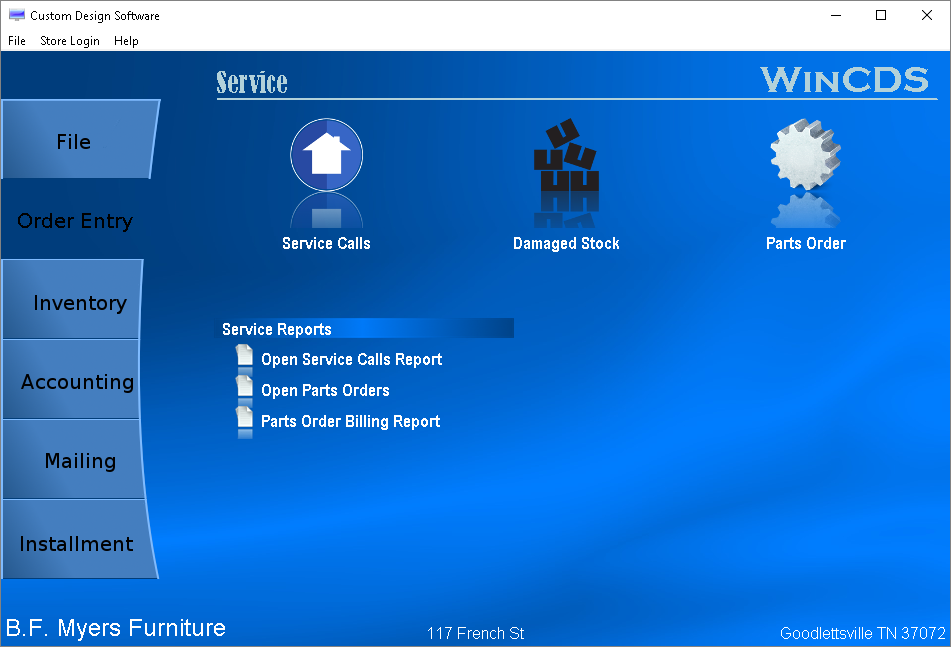 Custom Design Software
File Store Login Help
Service
WinCDS
File
Order Entry
Inventory
Accounting
Mailing
Installment
Service Calls
Damaged Stock
Parts Order
Service Reports
Open Service Calls Report
Open Parts Orders
Parts Order Billing Report
B.F. Myers Furniture
117 French St
Goodlettsville TN 37072